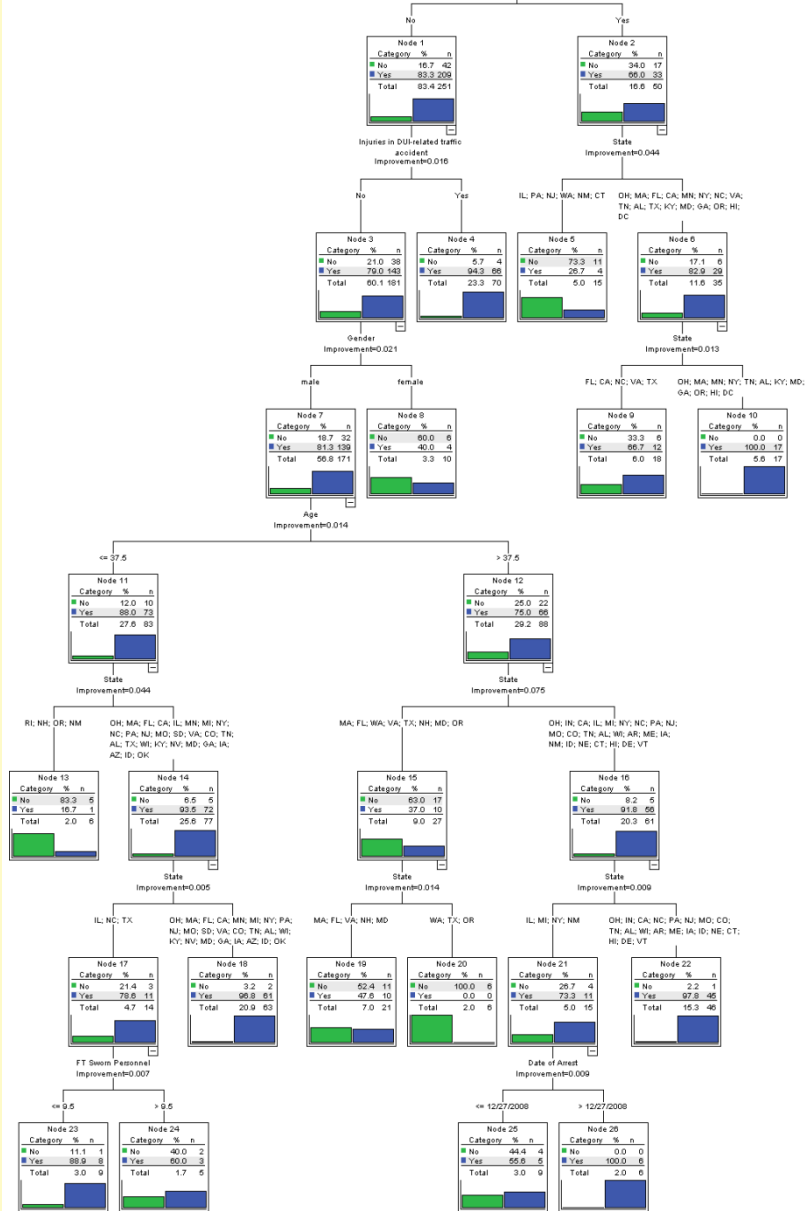 No
Yes
Node 1
Category % n
No 16.7 42
Yes 83.3 209
Total 83.4 251
Node 2
Category % n
No 34.0 17
Yes 66.0 33
Total 16.6 50
Injuries in DUI-related traffic
accident
Improvement=0.016
State
Improvement=0.044
No
Yes
IL; PA; NJ; WA; NM; CT
OH; MA; FL; CA; MN; NY; NC; VA;
TN; AL; TX; KY; MD; GA; OR; HI;
DC
Node 3
Category % n
No 21.0 38
Yes 79.0 143
Total 60.1 181
Node 4
Category % n
No 5.7 4
Yes 94.3 66
Total 23.3 70
Node 5
Category % n
No 73.3 11
Yes 26.7 4
Total 5.0 15
Node 6
Category % n
No 17.1 6
Yes 82.9 29
Total 11.6 35
Gender
Improvement=0.021
State
Improvement=0.013
male
female
FL; CA; NC; VA; TX
OH; MA; MN; NY; TN; AL; KY; MD;
GA; OR; HI; DC
Node 7
Category % n
No 18.7 32
Yes 81.3 139
Total 56.8 171
Node 8
Category % n
No 60.0 6
Yes 40.0 4
Total 3.3 10
Node 9
Category % n
No 33.3 6
Yes 66.7 12
Total 6.0 18
Node 10
Category % n
No 0.0 0
Yes 100.0 17
Total 5.6 17
Age
Improvement=0.014
<= 37.5
> 37.5
Node 11
Category % n
No 12.0 10
Yes 88.0 73
Total 27.6 83
Node 12
Category % n
No 25.0 22
Yes 75.0 66
Total 29.2 88
State
Improvement=0.044
State
Improvement=0.075
RI; NH; OR; NM
OH; MA; FL; CA; IL; MN; MI; NY;
NC; PA; NJ; MO; SD; VA; CO; TN;
AL; TX; WI; KY; NV; MD; GA; IA;
AZ; ID; OK
MA; FL; WA; VA; TX; NH; MD; OR
OH; IN; CA; IL; MI; NY; NC; PA; NJ;
MO; CO; TN; AL; WI; AR; ME; IA;
NM; ID; NE; CT; HI; DE; VT
Node 13
Category % n
No 83.3 5
Yes 16.7 1
Total 2.0 6
Node 14
Category % n
No 6.5 5
Yes 93.5 72
Total 25.6 77
Node 15
Category % n
No 63.0 17
Yes 37.0 10
Total 9.0 27
Node 16
Category % n
No 8.2 5
Yes 91.8 56
Total 20.3 61
State
Improvement=0.005
State
Improvement=0.014
State
Improvement=0.009
IL; NC; TX
OH; MA; FL; CA; MN; MI; NY; PA;
NJ; MO; SD; VA; CO; TN; AL; WI;
KY; NV; MD; GA; IA; AZ; ID; OK
MA; FL; VA; NH; MD
WA; TX; OR
IL; MI; NY; NM
OH; IN; CA; NC; PA; NJ; MO; CO;
TN; AL; WI; AR; ME; IA; ID; NE; CT;
HI; DE; VT
Node 17
Category % n
No 21.4 3
Yes 78.6 11
Total 4.7 14
Node 18
Category % n
No 3.2 2
Yes 96.8 61
Total 20.9 63
Node 19
Category % n
No 52.4 11
Yes 47.6 10
Total 7.0 21
Node 20
Category % n
No 100.0 6
Yes 0.0 0
Total 2.0 6
Node 21
Category % n
No 26.7 4
Yes 73.3 11
Total 5.0 15
Node 22
Category % n
No 2.2 1
Yes 97.8 45
Total 15.3 46
FT Sworn Personnel
Improvement=0.007
Date of Arrest
Improvement=0.009
<= 9.5
> 9.5
<= 12/27/2008
> 12/27/2008
Node 23
Category % n
No 11.1 1
Yes 88.9 8
Total 3.0 9
Node 24
Category % n
No 40.0 2
Yes 60.0 3
Total 1.7 5
Node 25
Category % n
No 44.4 4
Yes 55.6 5
Total 3.0 9
Node 26
Category % n
No 0.0 0
Yes 100.0 6
Total 2.0 6